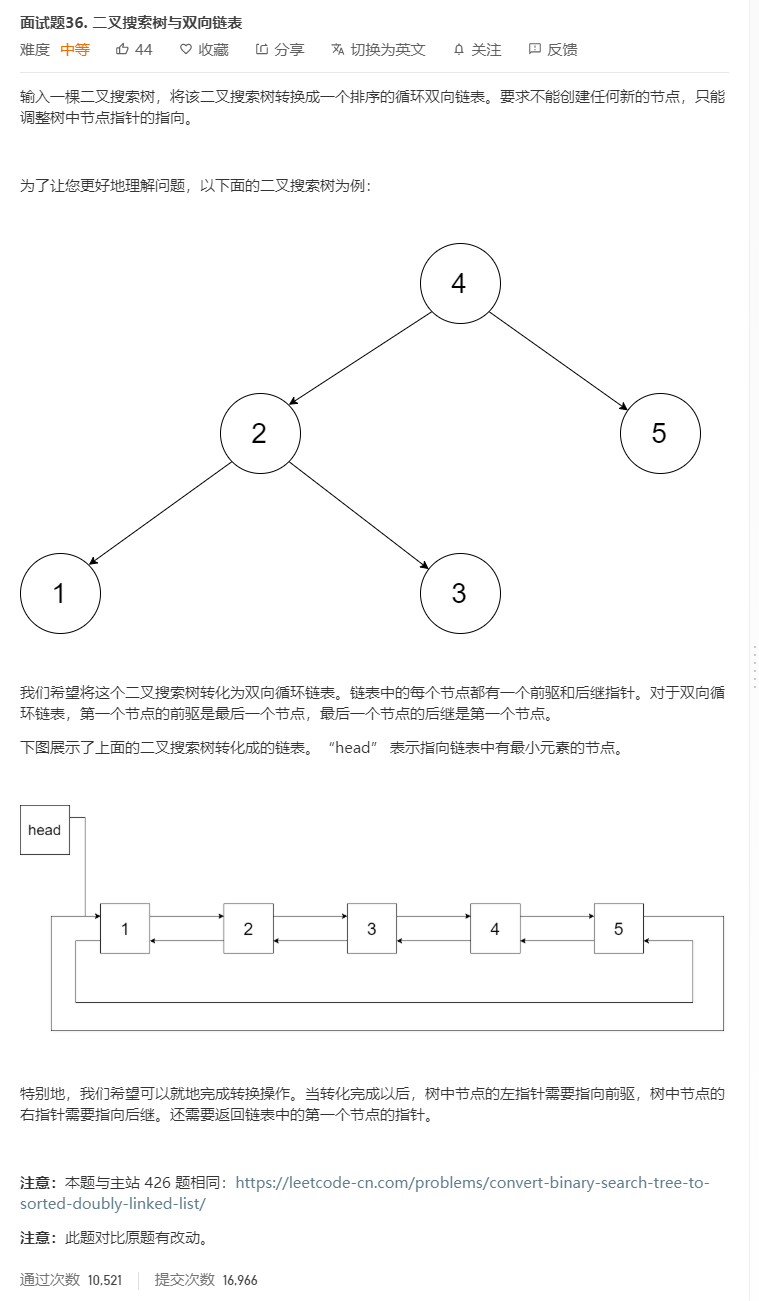 面试题36. 二叉搜索树与双向链表
难度 中等 44 收藏 分享 切换为英文 关注 反馈
输入一棵二叉搜索树，将该二叉搜索树转换成一个排序的循环双向链表。要求不能创建任何新的节点，只能
调整树中节点指针的指向。
为了让您更好地理解问题，以下面的二叉搜索树为例：
4
2 5
1 3
我们希望将这个二叉搜索树转化为双向循环链表。链表中的每个节点都有一个前驱和后继指针。对于双向循
环链表，第一个节点的前驱是最后一个节点，最后一个节点的后继是第一个节点。
下图展示了上面的二叉搜索树转化成的链表。“head” 表示指向链表中有最小元素的节点。
head
1 2 3 4 5
特别地，我们希望可以就地完成转换操作。当转化完成以后，树中节点的左指针需要指向前驱，树中节点的
右指针需要指向后继。还需要返回链表中的第一个节点的指针。
注意：本题与主站 426 题相同：https://leetcode-cn.com/problems/convert-binary-search-tree-to-
sorted-doubly-linked-list/
注意：此题对比原题有改动。
通过次数 10,521 提交次数 16,966